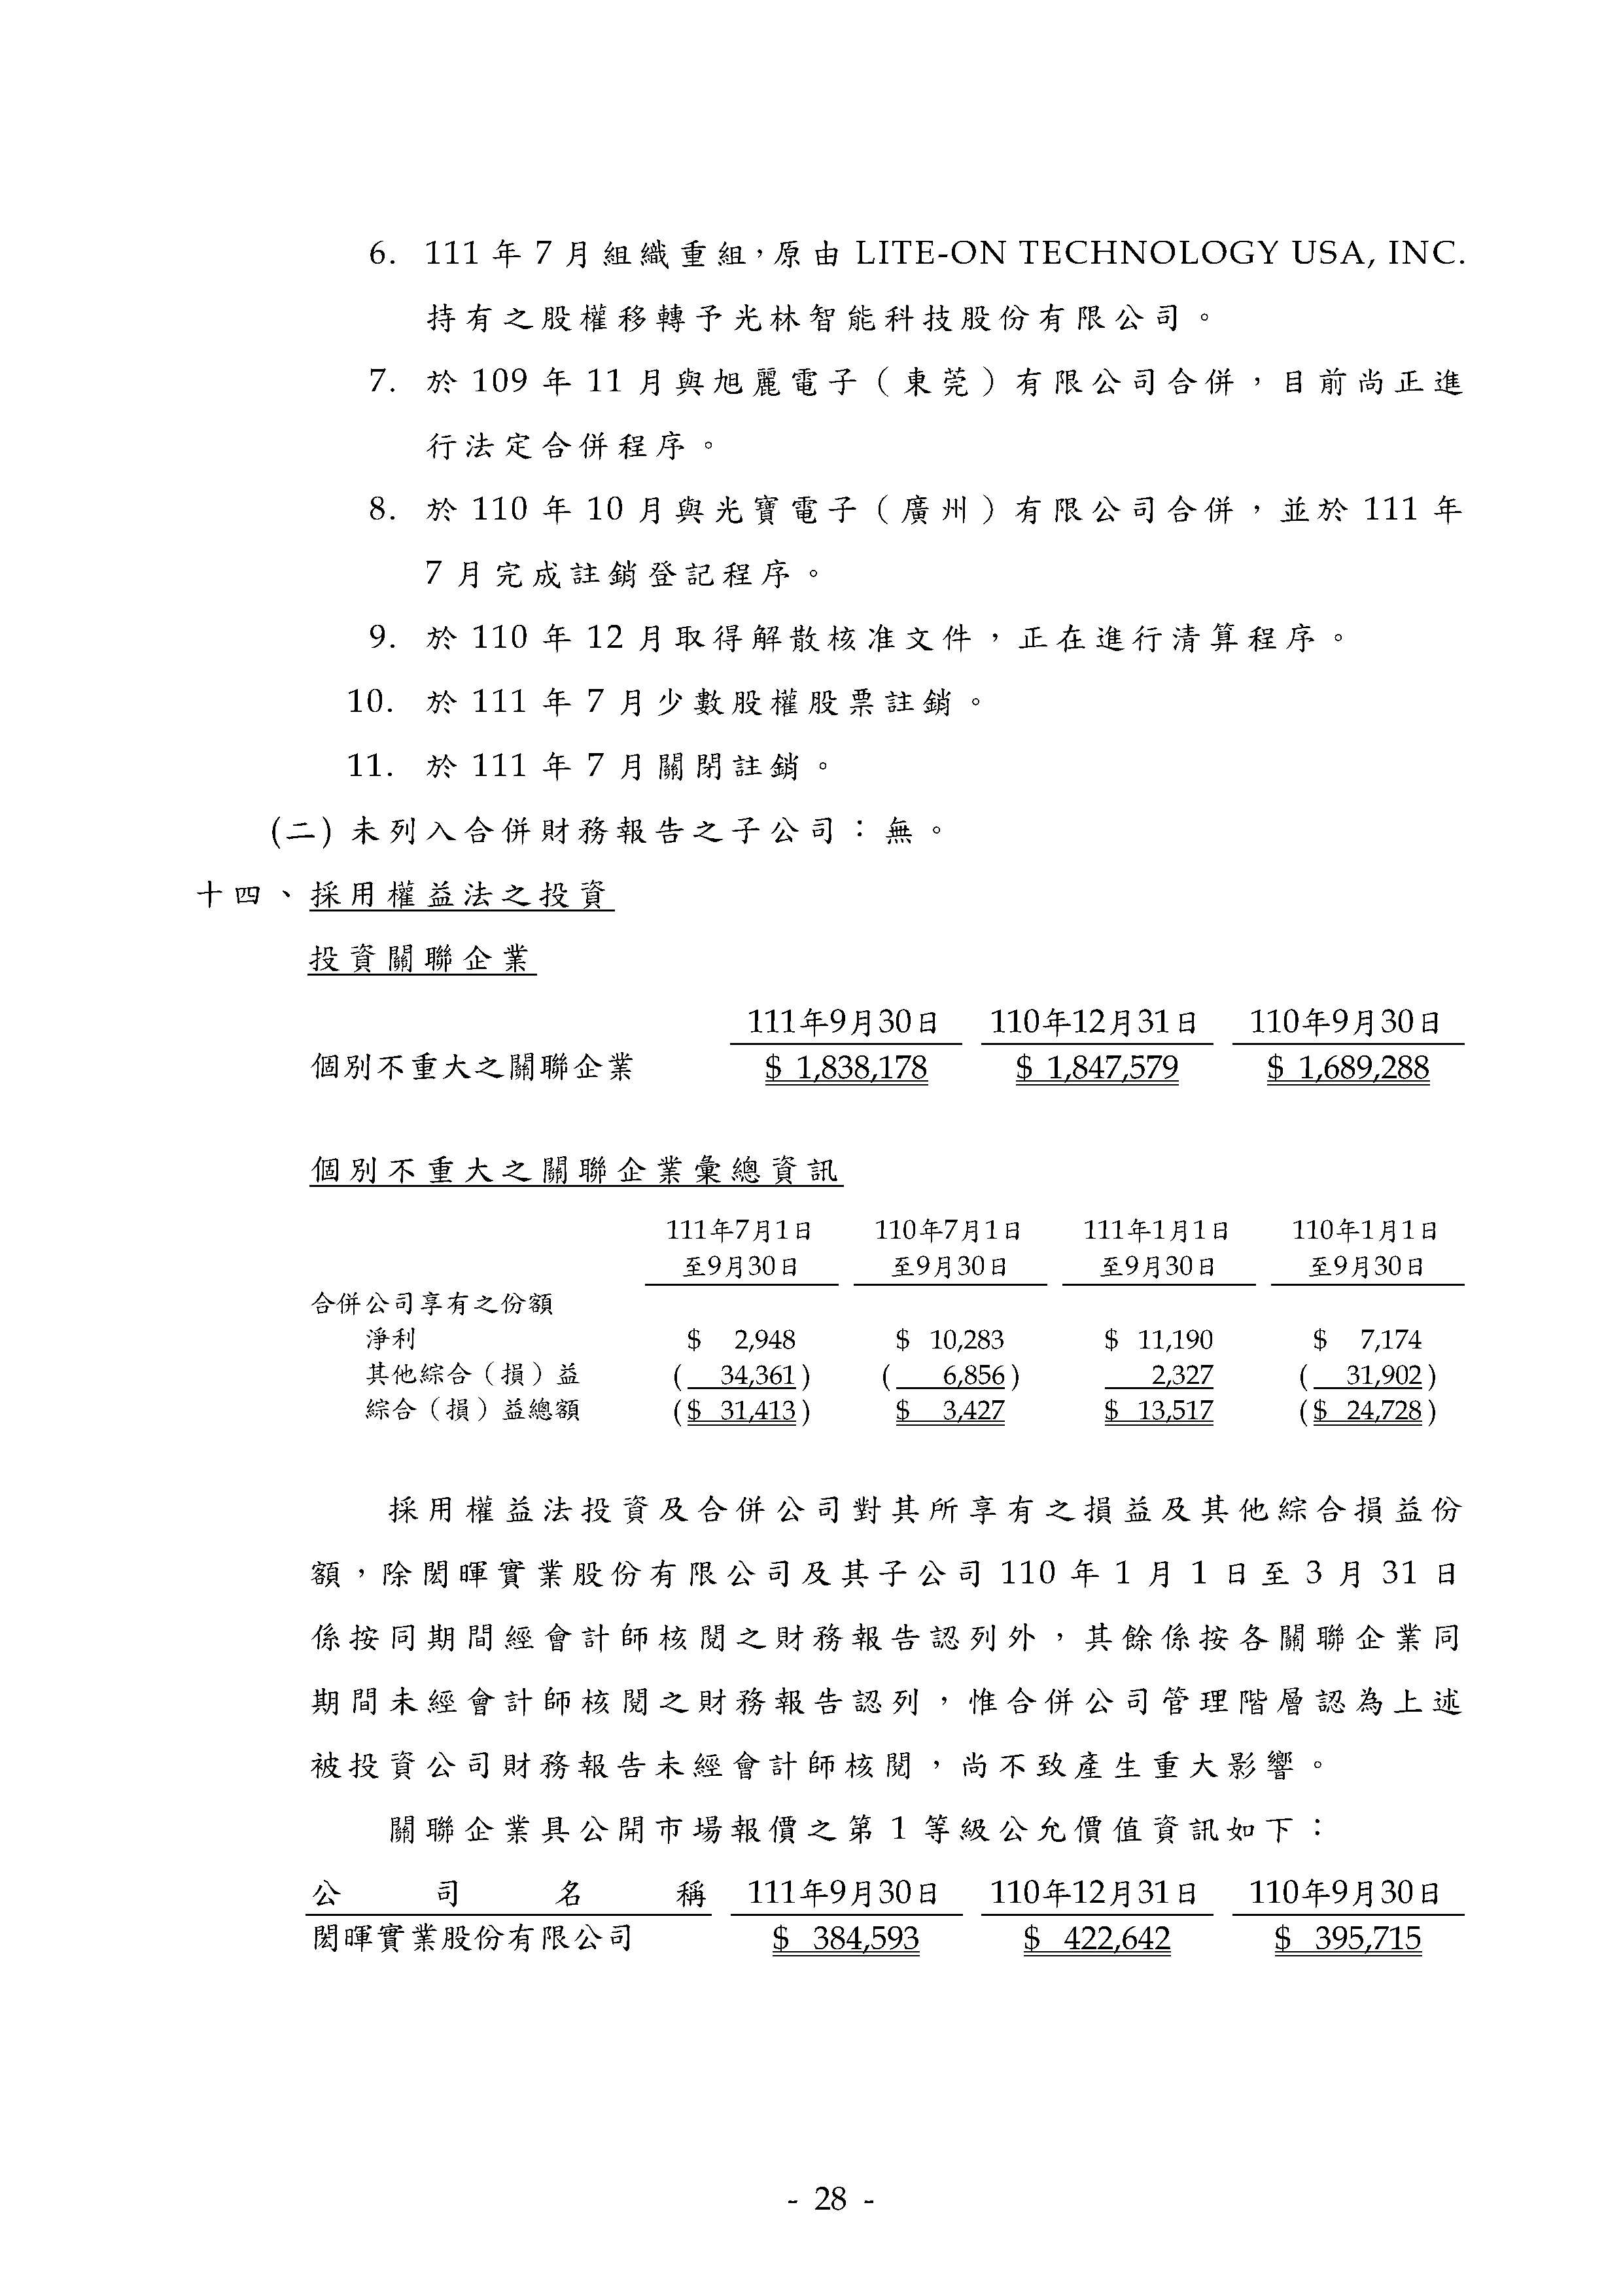 6. 111 年 7 月組織重組，原由 LITE-ON TECHNOLOGY USA, INC.
持有之股權移轉予光林智能科技股份有限公司。
7. 於 109 年 11 月與旭麗電子（東莞）有限公司合併，目前尚正進
行法定合併程序。
8. 於 110 年 10 月與光寶電子（廣州）有限公司合併，並於 111 年
7 月完成註銷登記程序。
9. 於 110 年 12 月取得解散核准文件，正在進行清算程序。
10. 於 111 年 7 月少數股權股票註銷。
11. 於 111 年 7 月關閉註銷。
(二) 未列入合併財務報告之子公司：無。
十四、採用權益法之投資
投資關聯企業
111年9月30日 110年12月31日 110年9月30日
個別不重大之關聯企業 $ 1,838,178 $ 1,847,579 $ 1,689,288
個別不重大之關聯企業彙總資訊
111年7月1日 110年7月1日 111年1月1日 110年1月1日
至9月30日 至9月30日 至9月30日 至9月30日
合併公司享有之份額
淨利 $ 2,948 $ 10,283 $ 11,190 $ 7,174
其他綜合（損）益 ( 34,361) ( 6,856) 2,327 ( 31,902)
綜合（損）益總額 ($ 31,413) $ 3,427 $ 13,517 ($ 24,728)
採用權益法投資及合併公司對其所享有之損益及其他綜合損益份
額，除閎暉實業股份有限公司及其子公司 110 年 1 月 1 日至 3 月 31 日
係按同期間經會計師核閱之財務報告認列外，其餘係按各關聯企業同
期間未經會計師核閱之財務報告認列，惟合併公司管理階層認為上述
被投資公司財務報告未經會計師核閱，尚不致產生重大影響。
關聯企業具公開市場報價之第 1 等級公允價值資訊如下：
公司名稱 111年9月30日 110年12月31日 110年9月30日
閎暉實業股份有限公司 $ 384,593 $ 422,642 $ 395,715
- 28 -